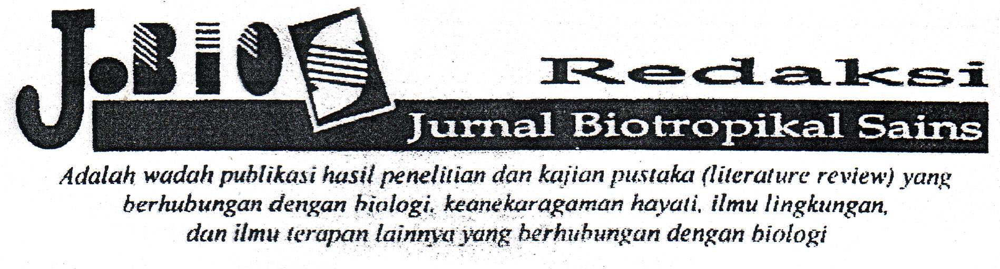 J.BIO
Redaksi
Jurnal Biotropikal Sains
Adalah wadah publikasi hasil penelitian dan kajian pustaka (literature review) yang
berhubungan dengan biologi, keanekaragaman hayati, ilmu lingkungan,
dan ilmu terapan lainnya yang berhubungan dengan biologi